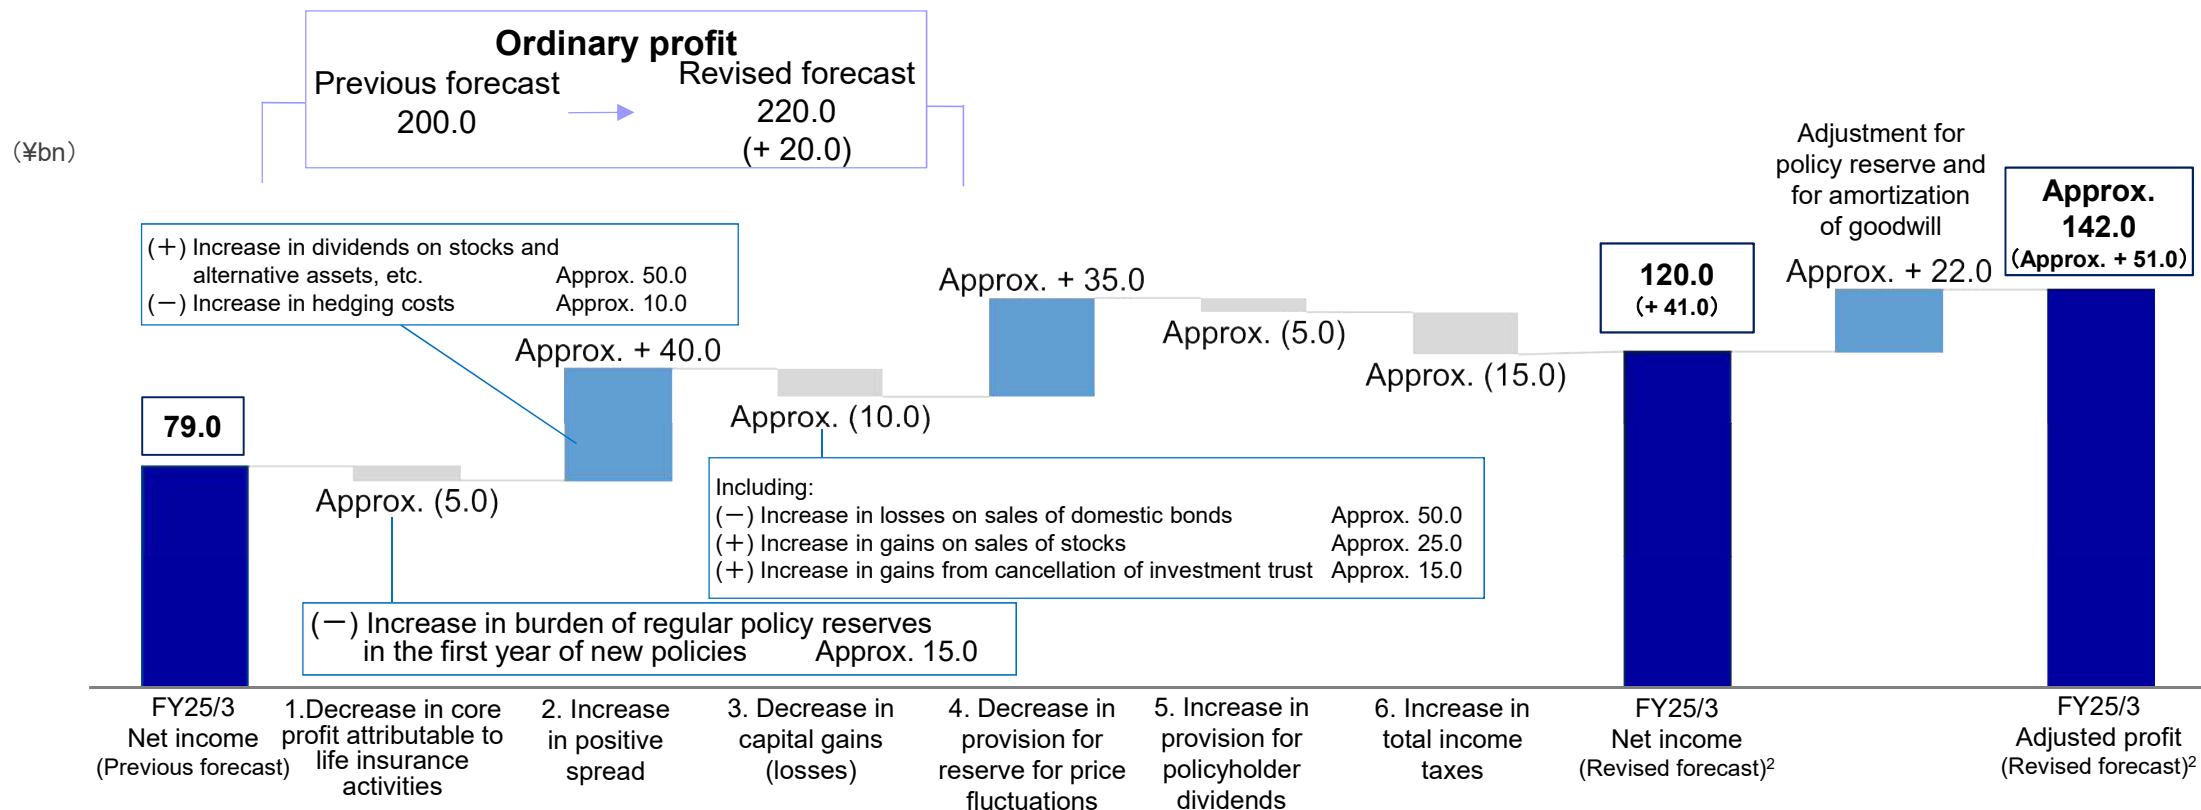 Ordinary profit
Previous forecast
200.0
Revised forecast
220.0
(+ 20.0)
（¥bn）
(＋) Increase in dividends on stocks and
alternative assets, etc. Approx. 50.0
(－) Increase in hedging costs Approx. 10.0
79.0
Approx. (5.0)
Approx. + 40.0
Approx. (10.0)
Approx. + 35.0
Approx. (5.0)
Approx. (15.0)
120.0
(+ 41.0)
Adjustment for
policy reserve and
for amortization
of goodwill
Approx. + 22.0
Approx.
142.0
(Approx. + 51.0)
Including:
(－) Increase in losses on sales of domestic bonds Approx. 50.0
(＋) Increase in gains on sales of stocks Approx. 25.0
(＋) Increase in gains from cancellation of investment trust Approx. 15.0
(－) Increase in burden of regular policy reserves
in the first year of new policies Approx. 15.0
FY25/3
Net income
(Previous forecast)
1.Decrease in core
profit attributable to
life insurance
activities
2. Increase
in positive
spread
3. Decrease in
capital gains
(losses)
4. Decrease in
provision for
reserve for price
fluctuations
5. Increase in
provision for
policyholder
dividends
6. Increase in
total income
taxes
FY25/3
Net income
(Revised forecast)²
FY25/3
Adjusted profit
(Revised forecast)²